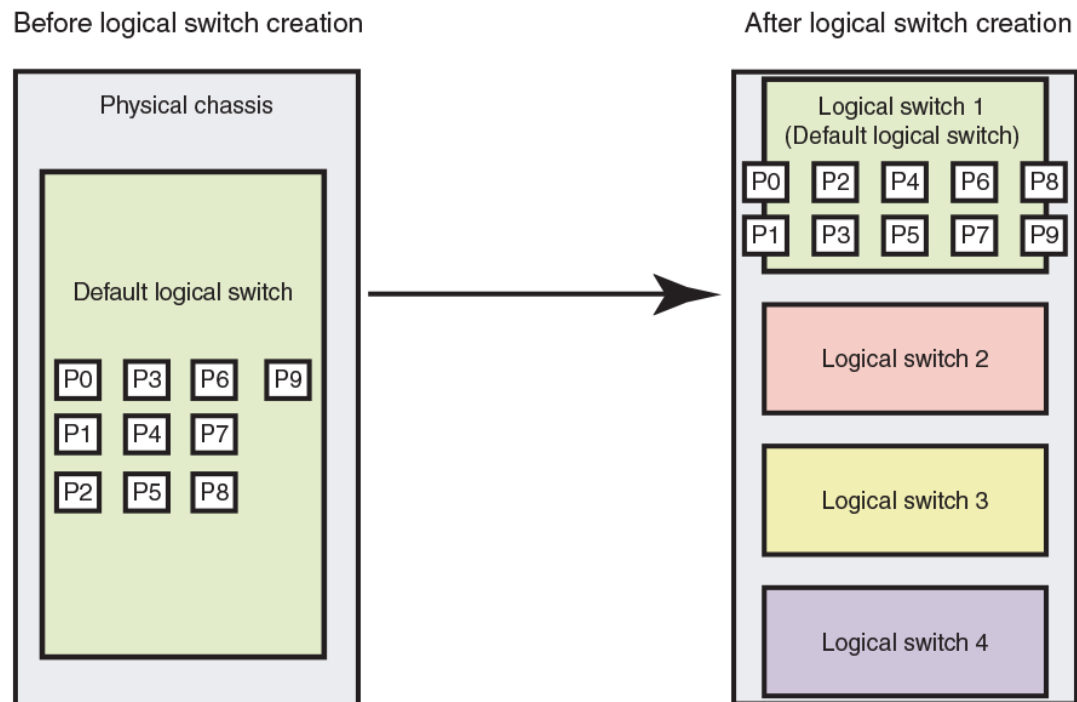 Before logical switch creation
After logical switch creation
Physical chassis
Default logical switch
P0 P3 P6 P9
P1 P4 P7
P2 P5 P8
Logical switch 1
(Default logical switch)
P0 P2 P4 P6 P8
P1 P3 P5 P7 P9
Logical switch 2
Logical switch 3
Logical switch 4